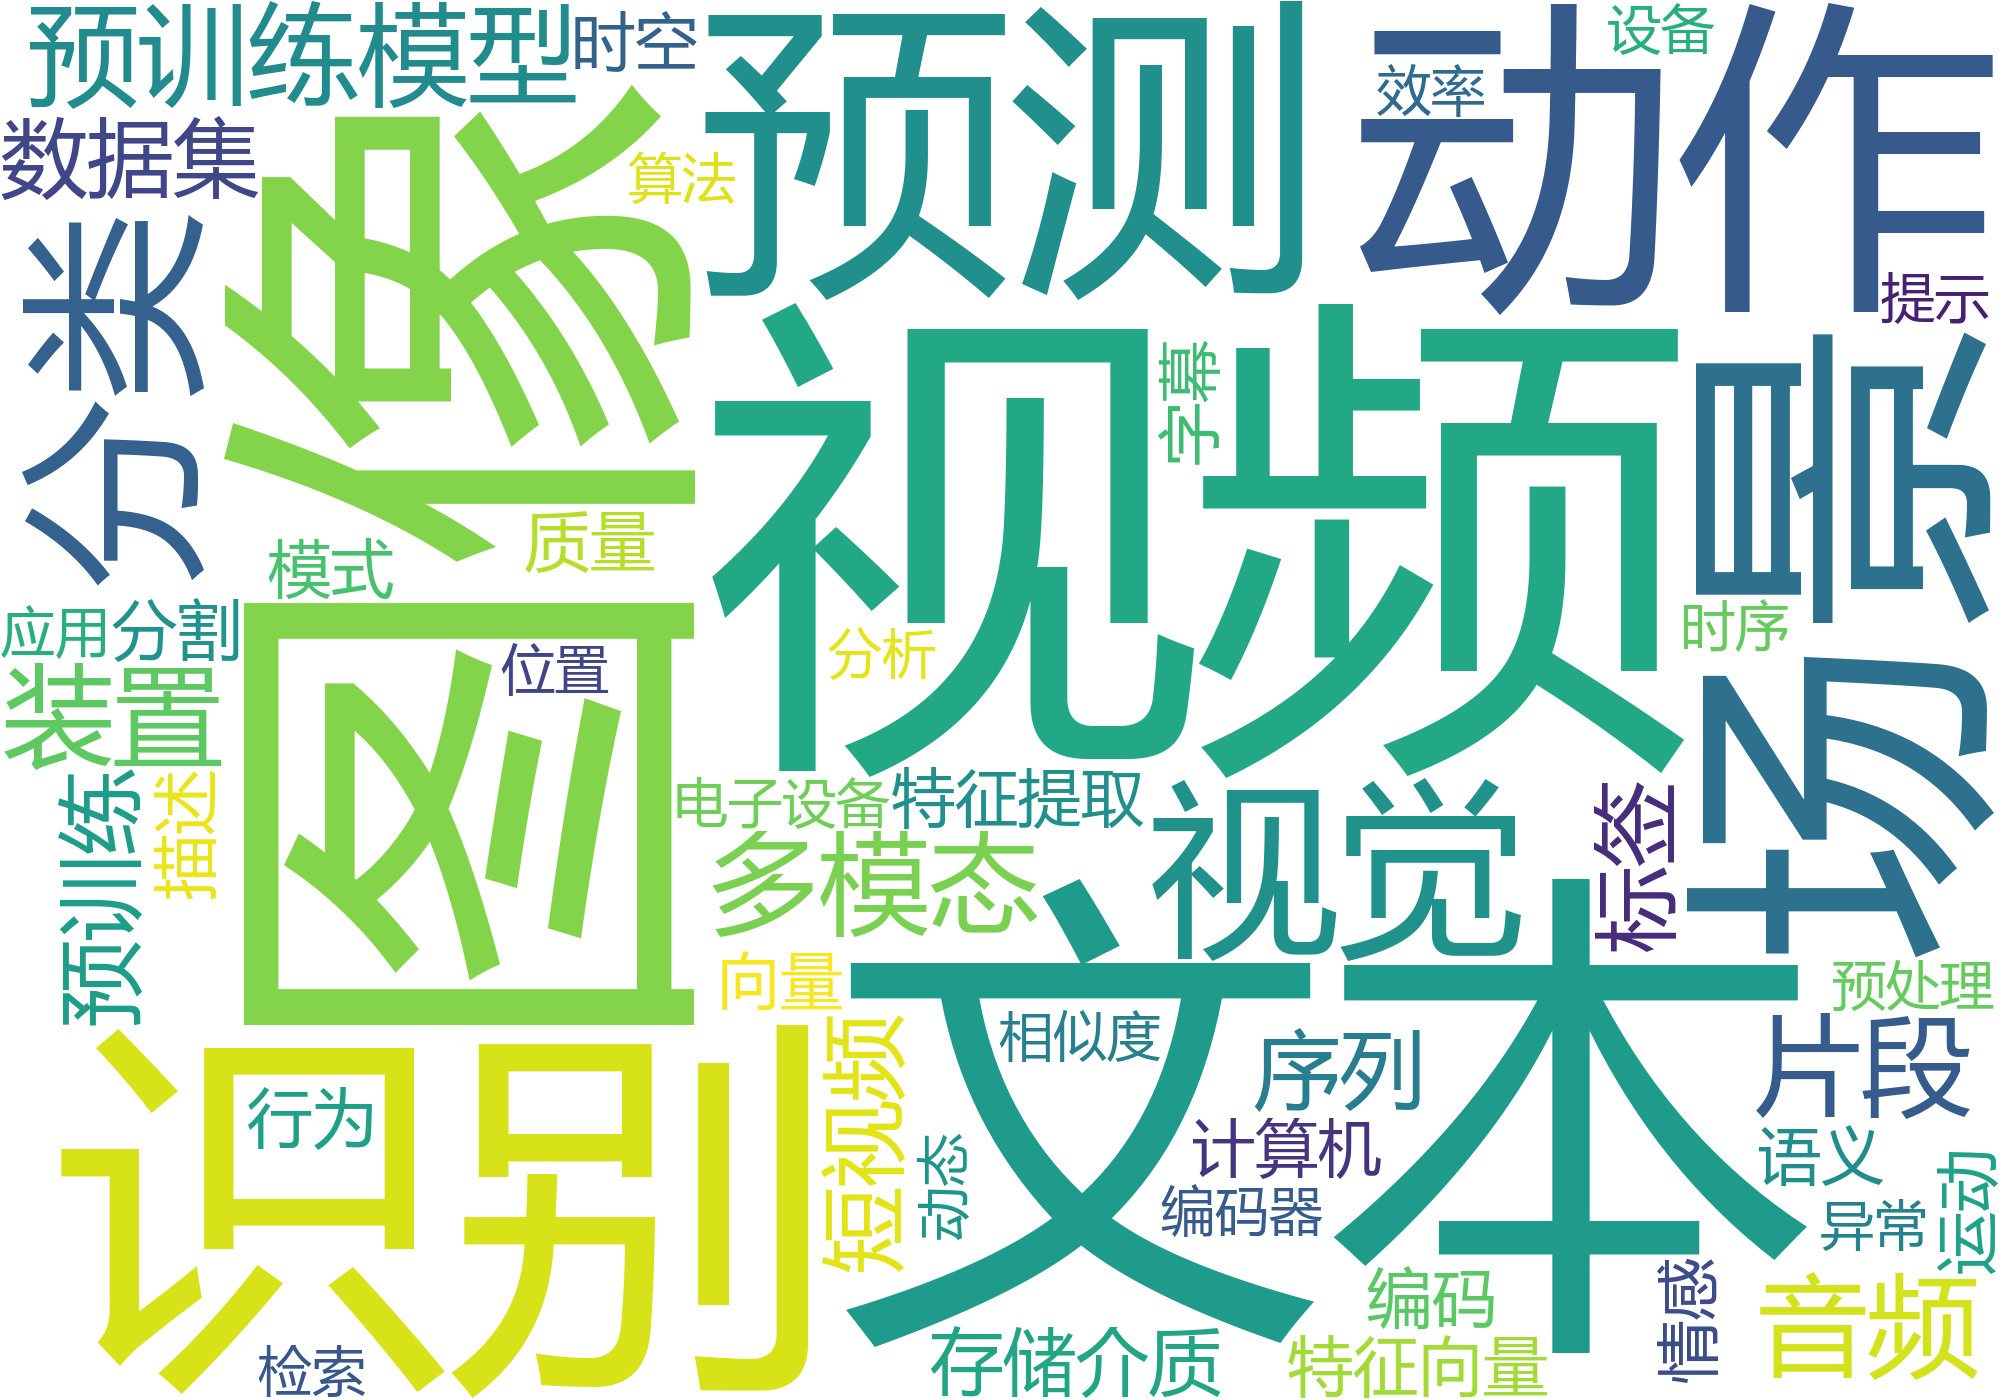 预训练模型
时空
预测
动作
设备
效率
数据集
图像
算法
分类
提示
视频
字幕
场景
质量
模式
应用
分割
时序
位置
分析
装置
电子设备
特征提取
视觉
标签
预训练
描述
多模态
文本
向量
预处理
相似度
片段
识别
短视频
序列
行为
计算机
语义
动态
编码器
异常
运动
编码
情感
音频
存储介质
特征向量
检索